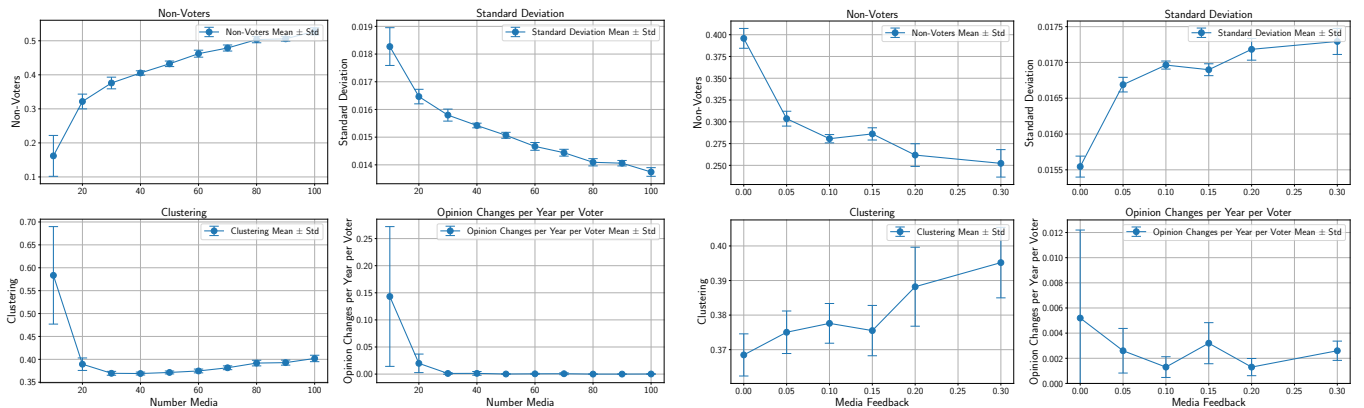 Non-Voters
Non-Voters Mean ± Std
Non-Voters
0.5
0.4
0.3
0.2
0.1
20 40 60 80 100
Standard Deviation
Standard Deviation Mean ± Std
Standard Deviation
0.019
0.018
0.017
0.016
0.015
0.014
20 40 60 80 100
Non-Voters
Non-Voters Mean ± Std
Non-Voters
0.400
0.375
0.350
0.325
0.300
0.275
0.250
0.00 0.05 0.10 0.15 0.20 0.25 0.30
Standard Deviation
Standard Deviation Mean ± Std
Standard Deviation
0.0175
0.0170
0.0165
0.0160
0.0155
0.00 0.05 0.10 0.15 0.20 0.25 0.30
Clustering
Clustering Mean ± Std
Clustering
0.70
0.65
0.60
0.55
0.50
0.45
0.40
0.35
20 40 60 80 100
Number Media
Opinion Changes per Year per Voter
Opinion Changes per Year per Voter Mean ± Std
Opinion Changes per Year per Voter
0.25
0.20
0.15
0.10
0.05
0.00
20 40 60 80 100
Number Media
Clustering
Clustering Mean ± Std
Clustering
0.40
0.39
0.38
0.37
0.00 0.05 0.10 0.15 0.20 0.25 0.30
Media Feedback
Opinion Changes per Year per Voter
Opinion Changes per Year per Voter Mean ± Std
Opinion Changes per Year per Voter
0.012
0.010
0.008
0.006
0.004
0.002
0.000
0.00 0.05 0.10 0.15 0.20 0.25 0.30
Media Feedback